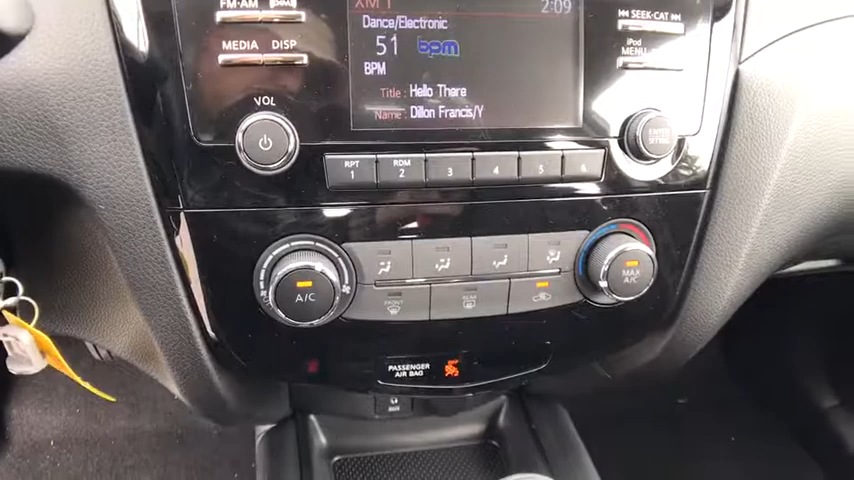 FM·AM
XM 1
2:09
MEDIA
DISP
Dance/Electronic
51
bpm
BPM
Title
Hello There
Name
Dillon Francis/Y
⏮ SEEK·CAT ⏭
iPod
MENU
VOL
ENTER
SETTING
RPT
1
RDM
2
3
4
5
6
A/C
MAX
A/C
FRONT
REAR
PASSENGER
AIR BAG
OFF
AUX